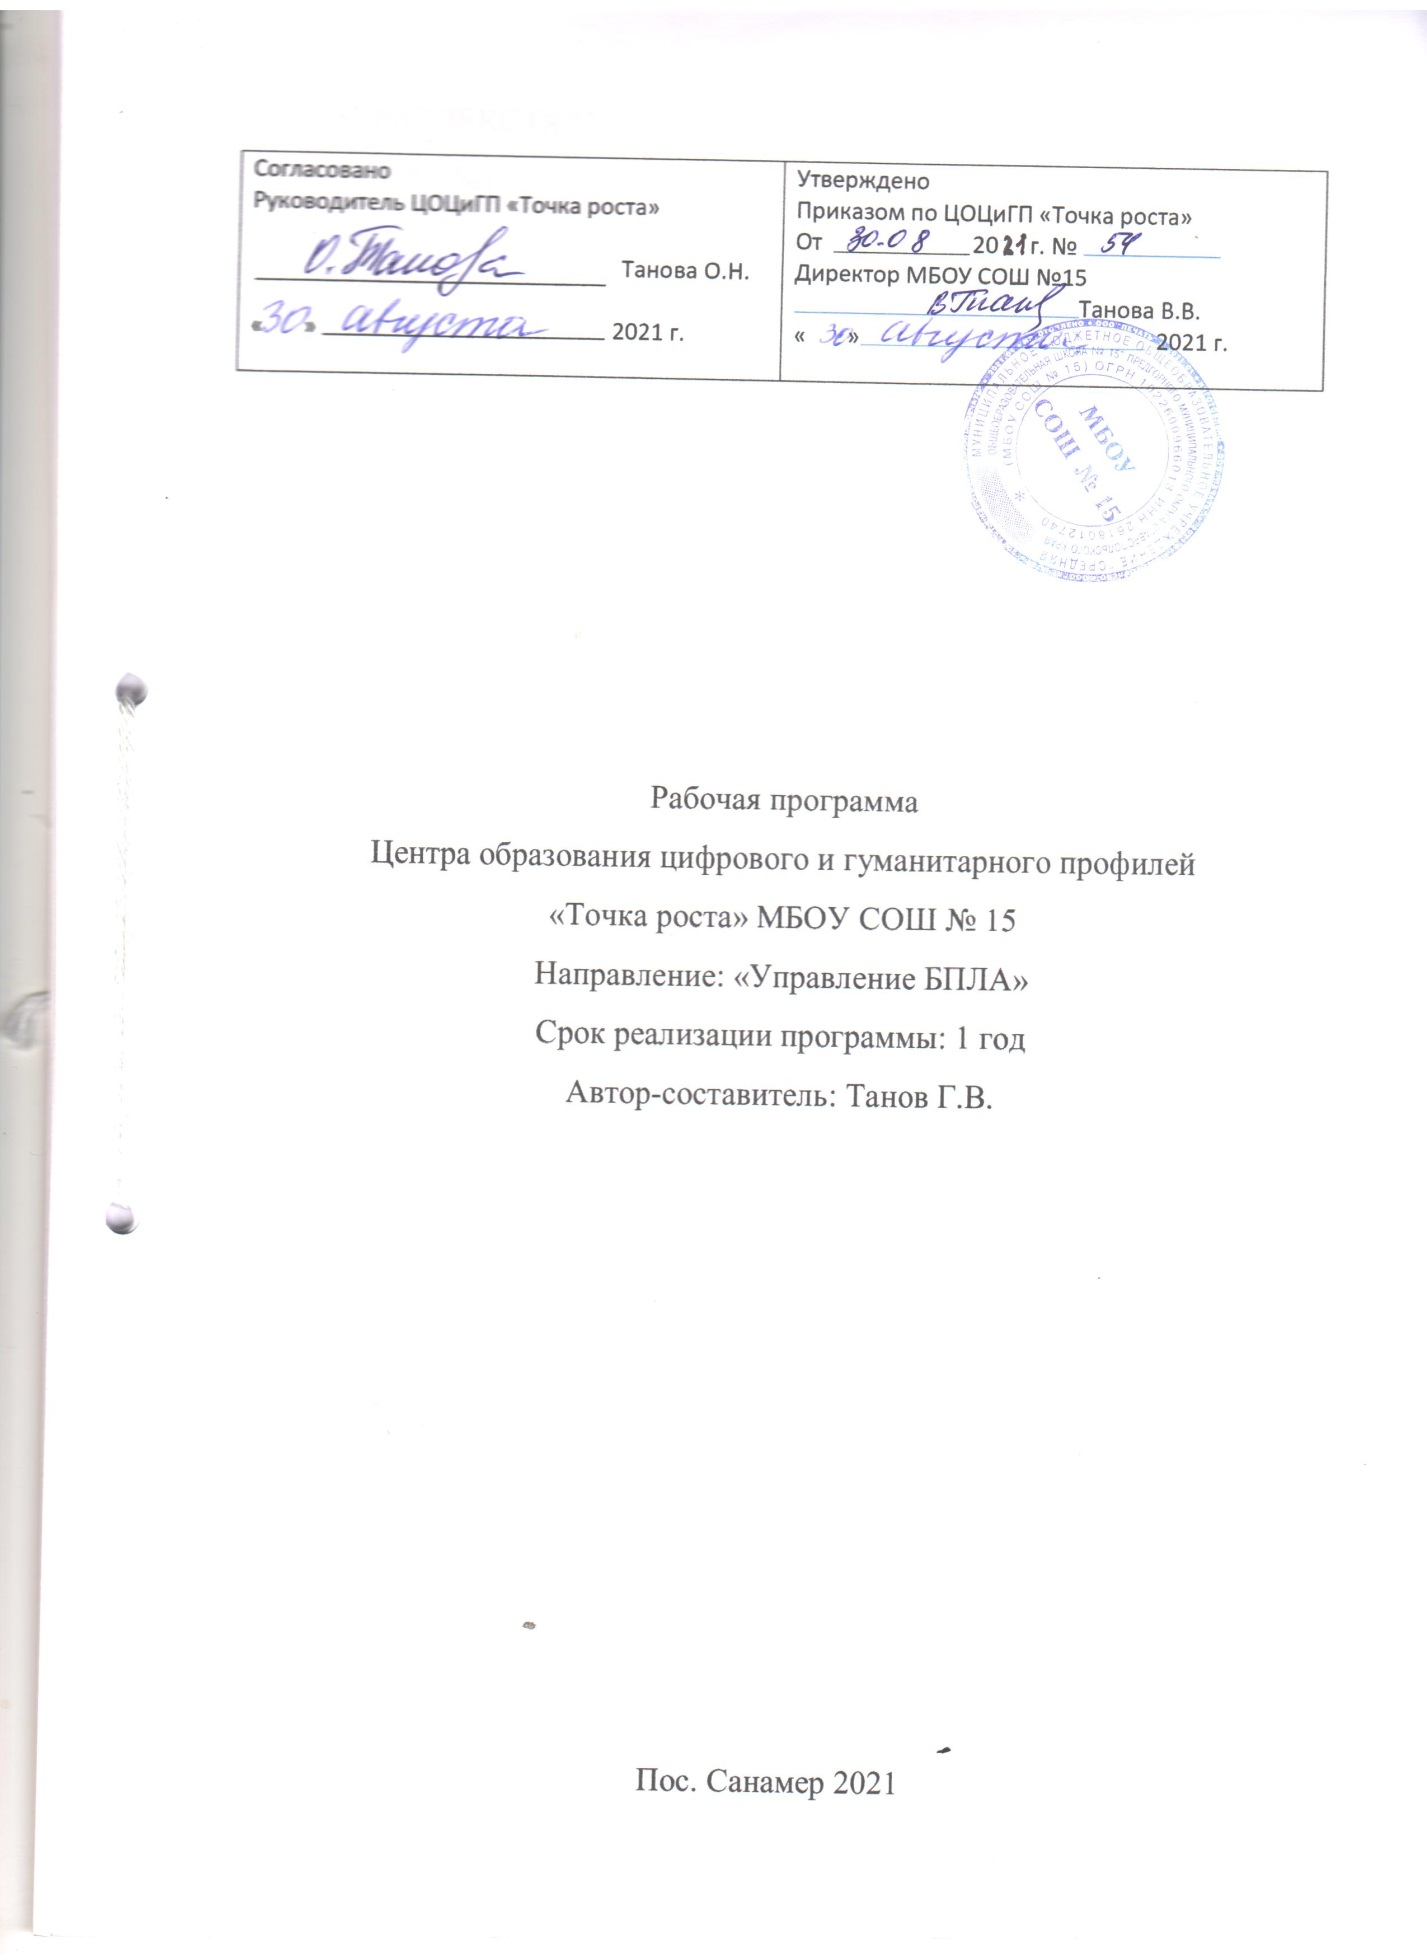 Согласовано
Руководитель ЦОЦиГП «Точка роста»
О.Танова Танова О.Н.
«30» августа 2021 г.
Утверждено
Приказом по ЦОЦиГП «Точка роста»
От 30.08 2021 г. № 54
Директор МБОУ СОШ №15
Танова В.В.
« 30 » августа 2021 г.
МБОУ
СОШ № 15
Рабочая программа
Центра образования цифрового и гуманитарного профилей
«Точка роста» МБОУ СОШ № 15
Направление: «Управление БПЛА»
Срок реализации программы: 1 год
Автор-составитель: Танов Г.В.
Пос. Санамер 2021